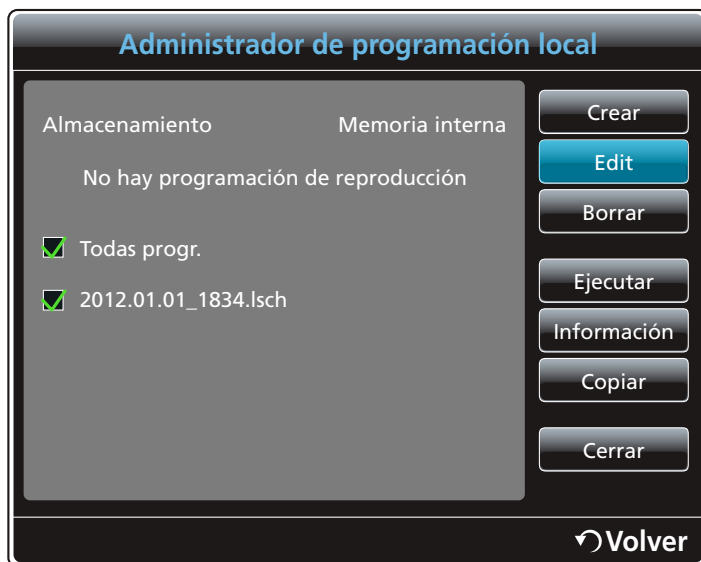 Administrador de programación local
Almacenamiento Memoria interna
No hay programación de reproducción
Todas progr.
2012.01.01_1834.lsch
Crear
Edit
Borrar
Ejecutar
Información
Copiar
Cerrar
Volver